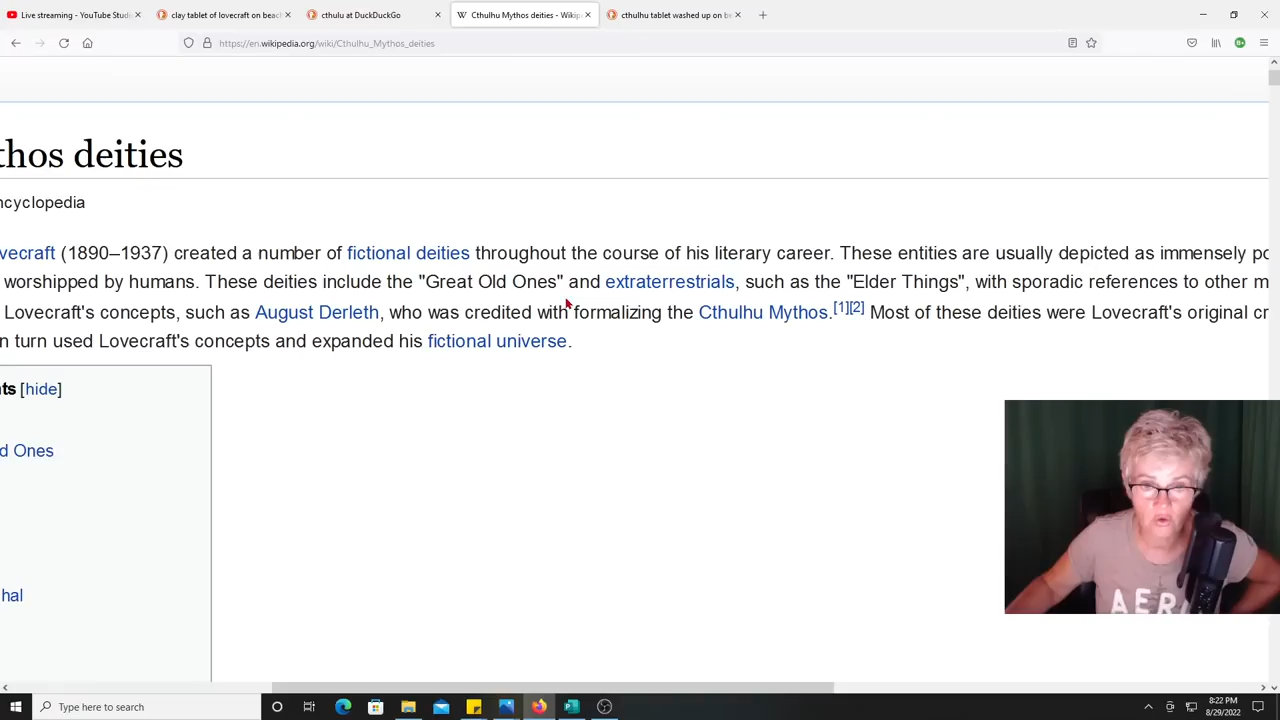 Live streaming - YouTube Studi
clay tablet of lovecraft on beac
cthulu at DuckDuckGo
Cthulhu Mythos deities - Wikip
cthulhu tablet washed up on be
https://en.wikipedia.org/wiki/Cthulhu_Mythos_deities
thos deities
ncyclopedia
vecraft (1890–1937) created a number of fictional deities throughout the course of his literary career. These entities are usually depicted as immensely po
worshipped by humans. These deities include the "Great Old Ones" and extraterrestrials, such as the "Elder Things", with sporadic references to other m
Lovecraft's concepts, such as August Derleth, who was credited with formalizing the Cthulhu Mythos.[1][2] Most of these deities were Lovecraft's original cr
n turn used Lovecraft's concepts and expanded his fictional universe.
nts [hide]
d Ones
hal
AERO
Type here to search
8:22 PM
8/29/2022